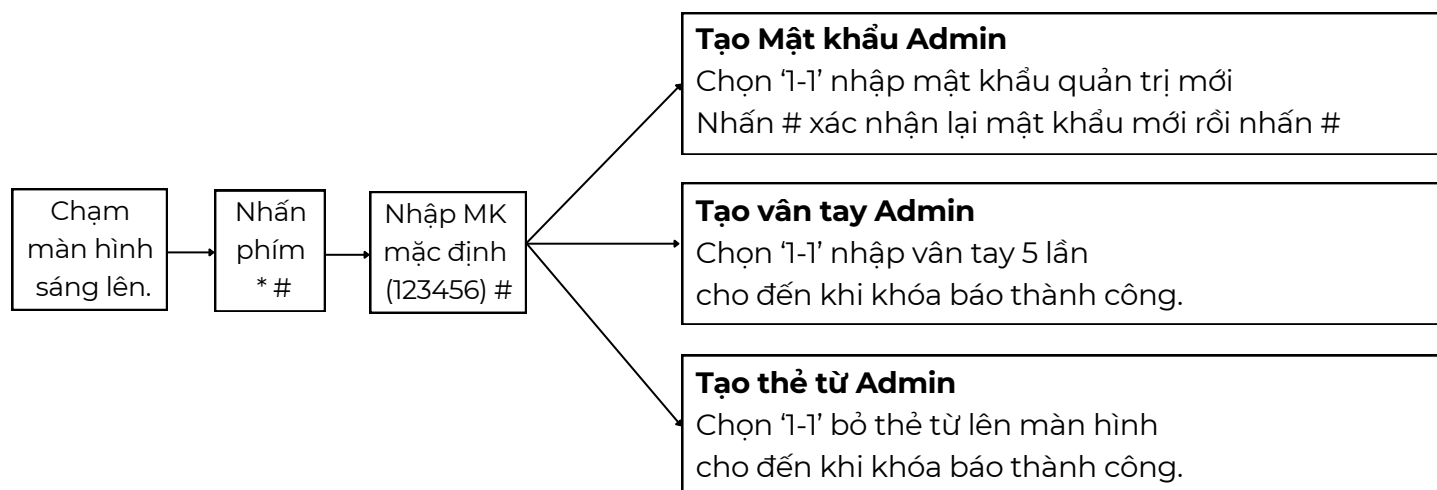 Chạm
màn hình
sáng lên.
Nhấn
phím
* #
Nhập MK
mặc định
(123456) #
Tạo Mật khẩu Admin
Chọn ‘1-1’ nhập mật khẩu quản trị mới
Nhấn # xác nhận lại mật khẩu mới rồi nhấn #
Tạo vân tay Admin
Chọn ‘1-1’ nhập vân tay 5 lần
cho đến khi khóa báo thành công.
Tạo thẻ từ Admin
Chọn ‘1-1’ bỏ thẻ từ lên màn hình
cho đến khi khóa báo thành công.